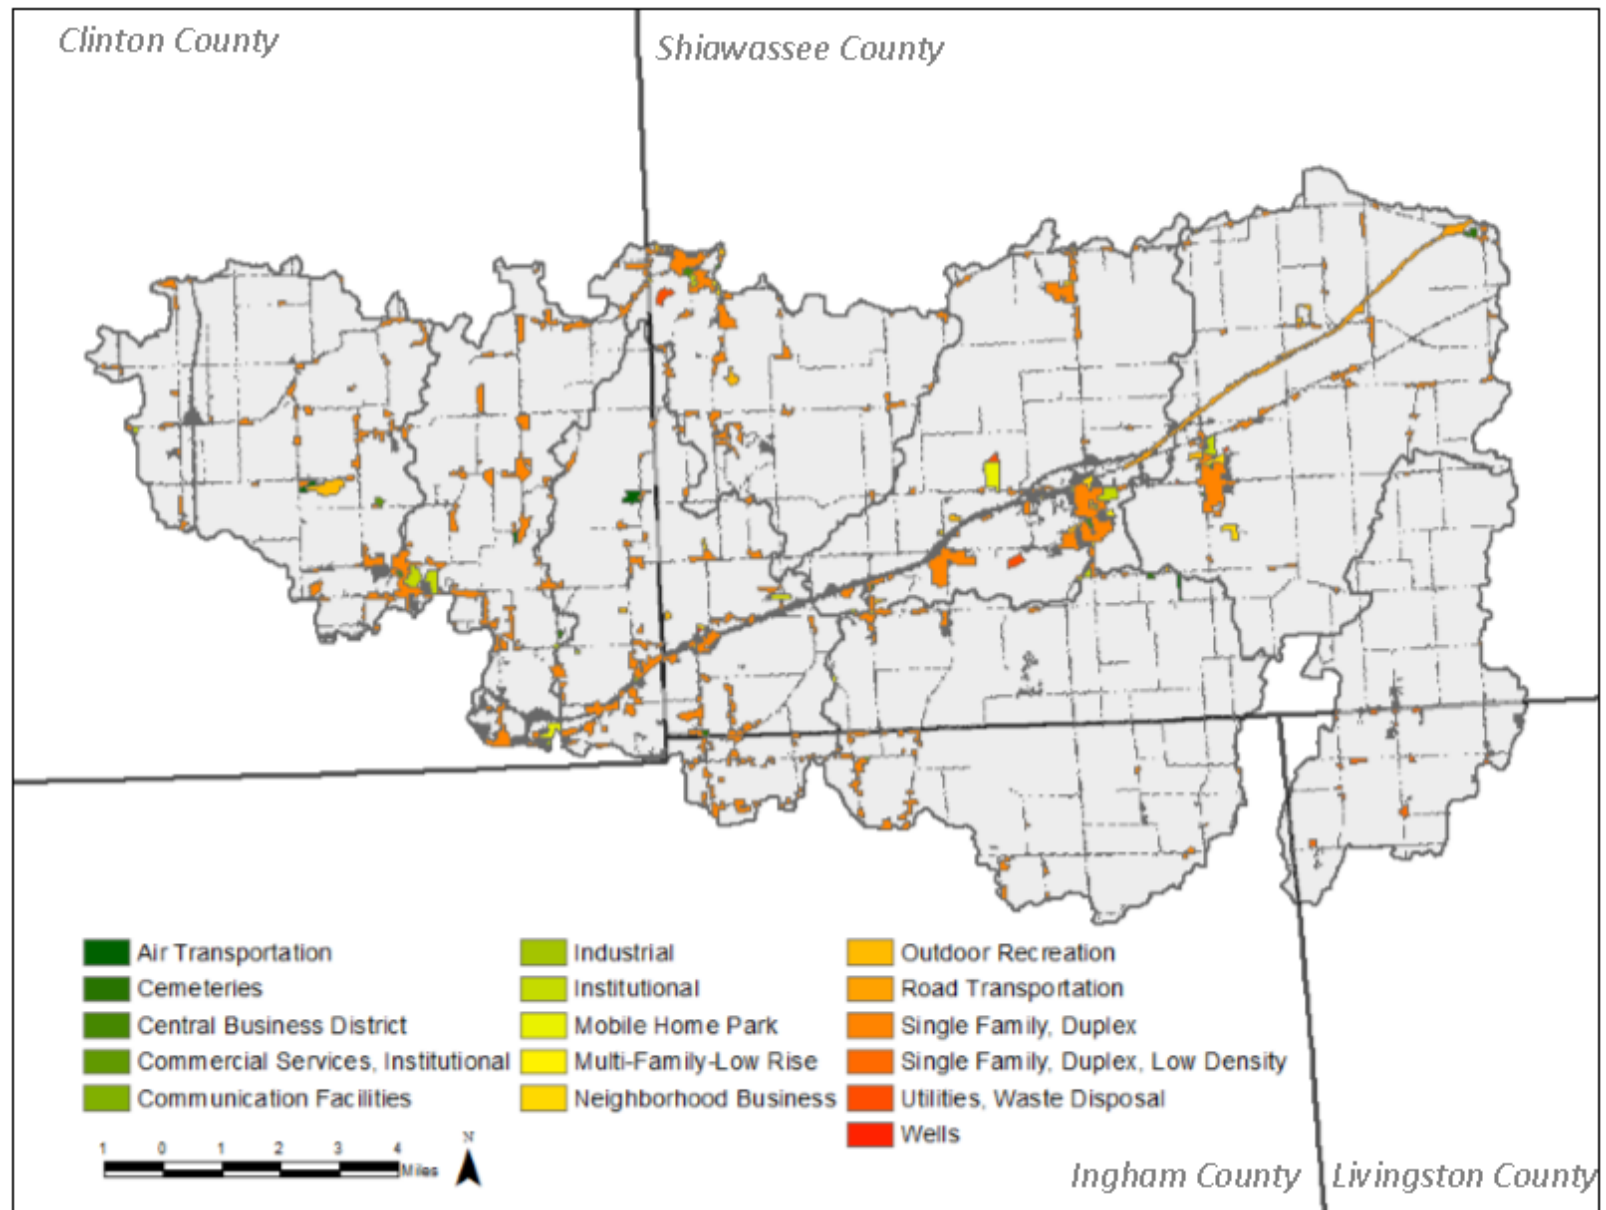 Clinton County
Shiawassee County
Air Transportation
Cemeteries
Central Business District
Commercial Services, Institutional
Communication Facilities
Industrial
Institutional
Mobile Home Park
Multi-Family-Low Rise
Neighborhood Business
Outdoor Recreation
Road Transportation
Single Family, Duplex
Single Family, Duplex, Low Density
Utilities, Waste Disposal
Wells
1 0 1 2 3 4
Miles
N
Ingham County
Livingston County